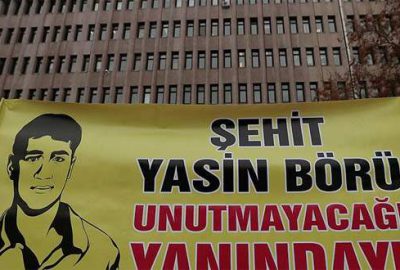 ŞEHİT
YASİN BÖRÜ
UNUTMAYACAĞ
YANINDAY